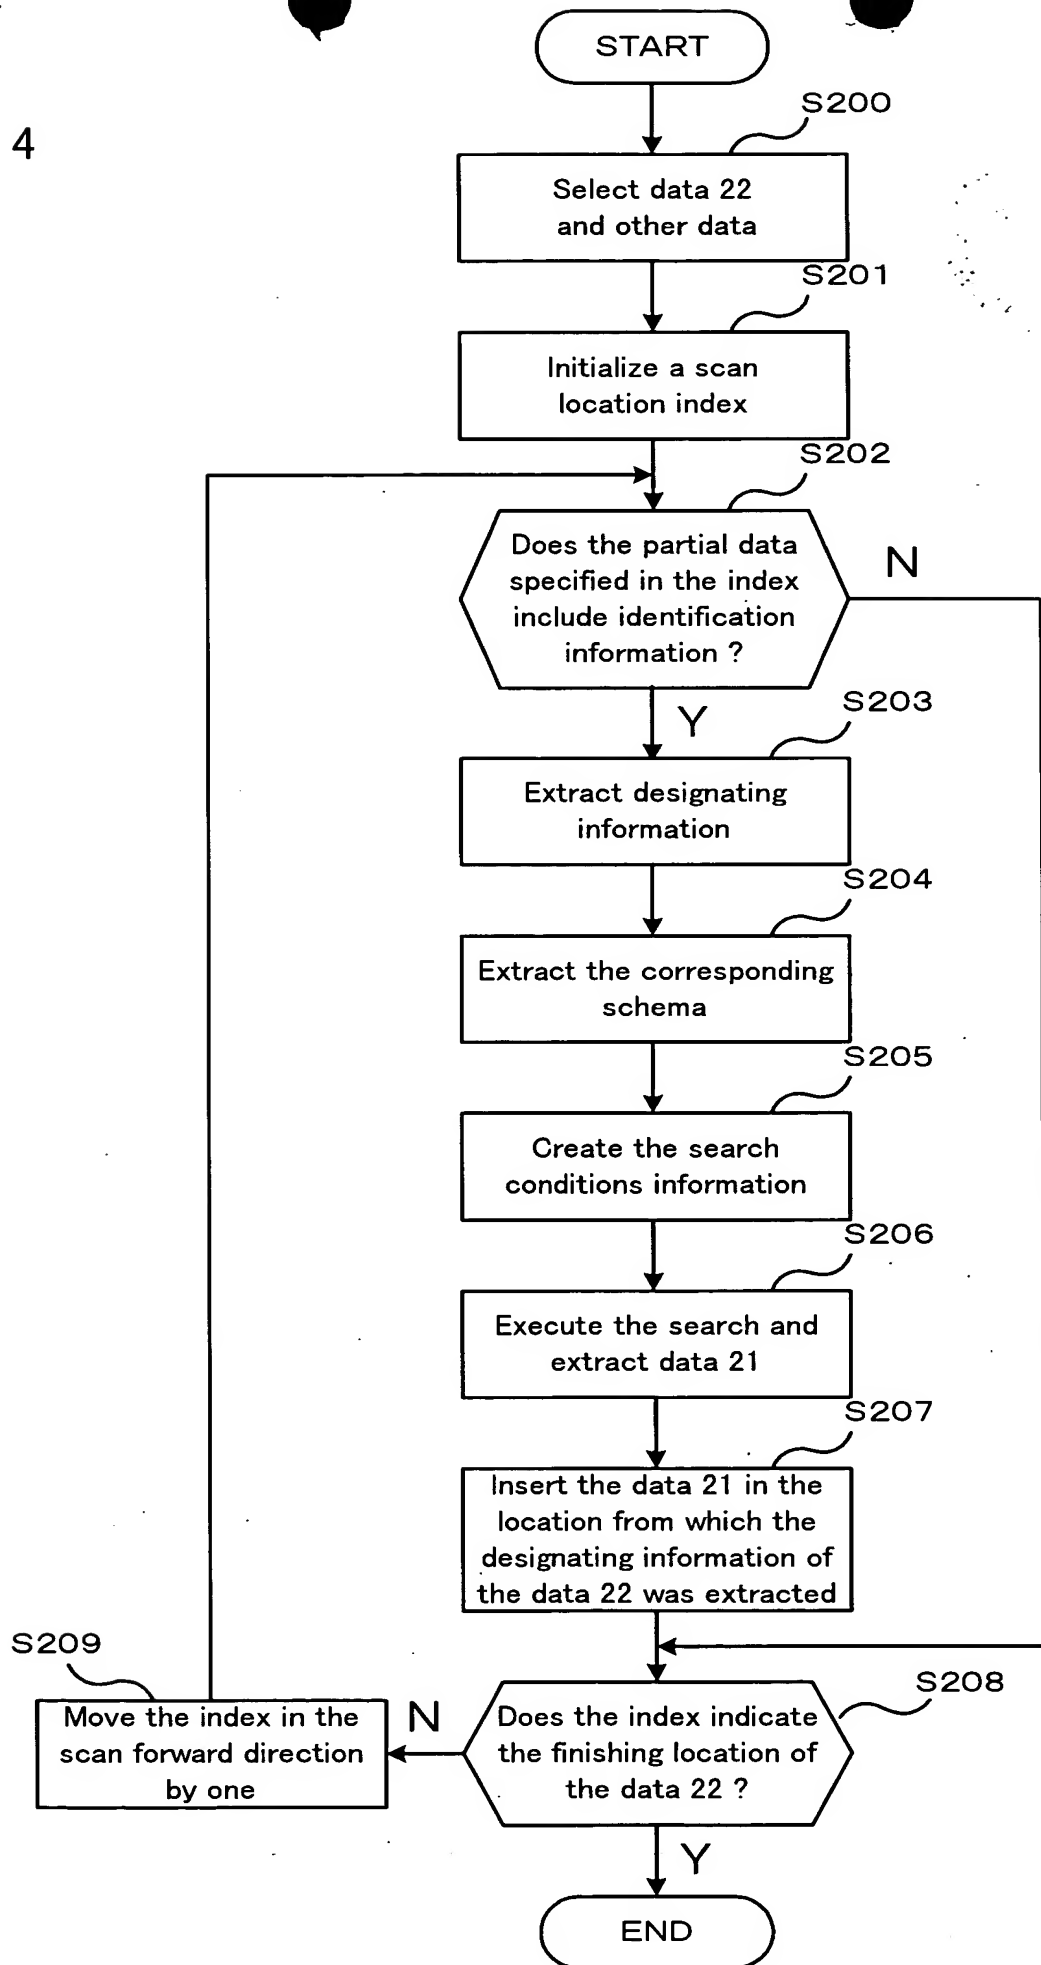 START
4
S200
Select data 22
and other data
S201
Initialize a scan
location index
S202
Does the partial data
specified in the index
include identification
information ?
N
Y
S203
Extract designating
information
S204
Extract the corresponding
schema
S205
Create the search
conditions information
S206
Execute the search and
extract data 21
S207
Insert the data 21 in the
location from which the
designating information of
the data 22 was extracted
S209
Move the index in the
scan forward direction
by one
N
S208
Does the index indicate
the finishing location of
the data 22 ?
Y
END